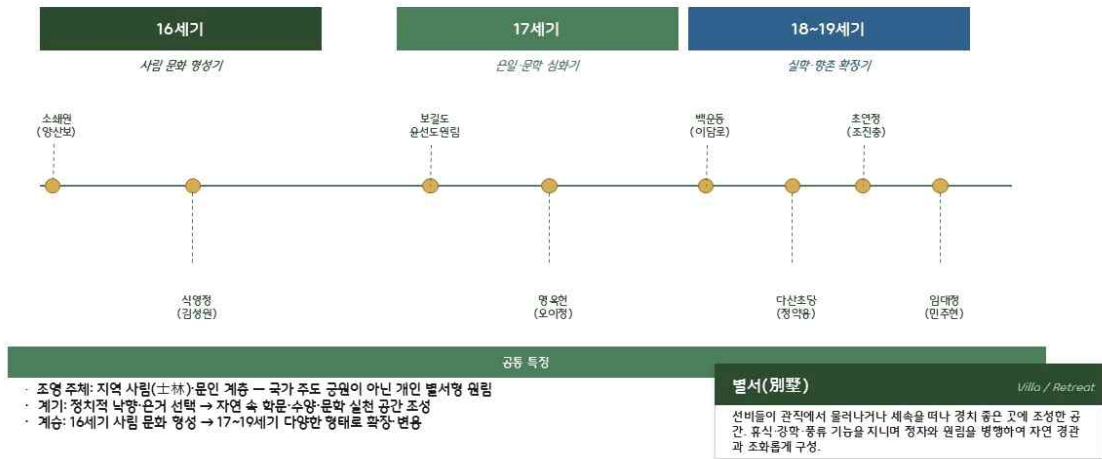 16세기
17세기
18~19세기
사림 문화 형성기
은일·문학 심화기
실학·향촌 확장기
소쇄원
(양산보)
보길도
윤선도원림
백운동
(이담로)
초연정
(조진충)
식영정
(김성원)
명옥헌
(오이정)
다산초당
(정약용)
임대정
(민주현)
공통 특징
· 조영 주체: 지역 사림(士林)·문인 계층 — 국가 주도 공원이 아닌 개인 별서형 원림
· 계기: 정치적 낙향·은거 선택 → 자연 속 학문·수양·문학 실천 공간 조성
· 계승: 16세기 사림 문화 형성 → 17~19세기 다양한 형태로 확장·변용
별서(別墅)
Villa / Retreat
선비들이 관직에서 물러나거나 세속을 떠나 경치 좋은 곳에 조성한 공
간. 휴식·강학·풍류 기능을 지니며 정자와 원림을 병행하여 자연 경관
과 조화롭게 구성.